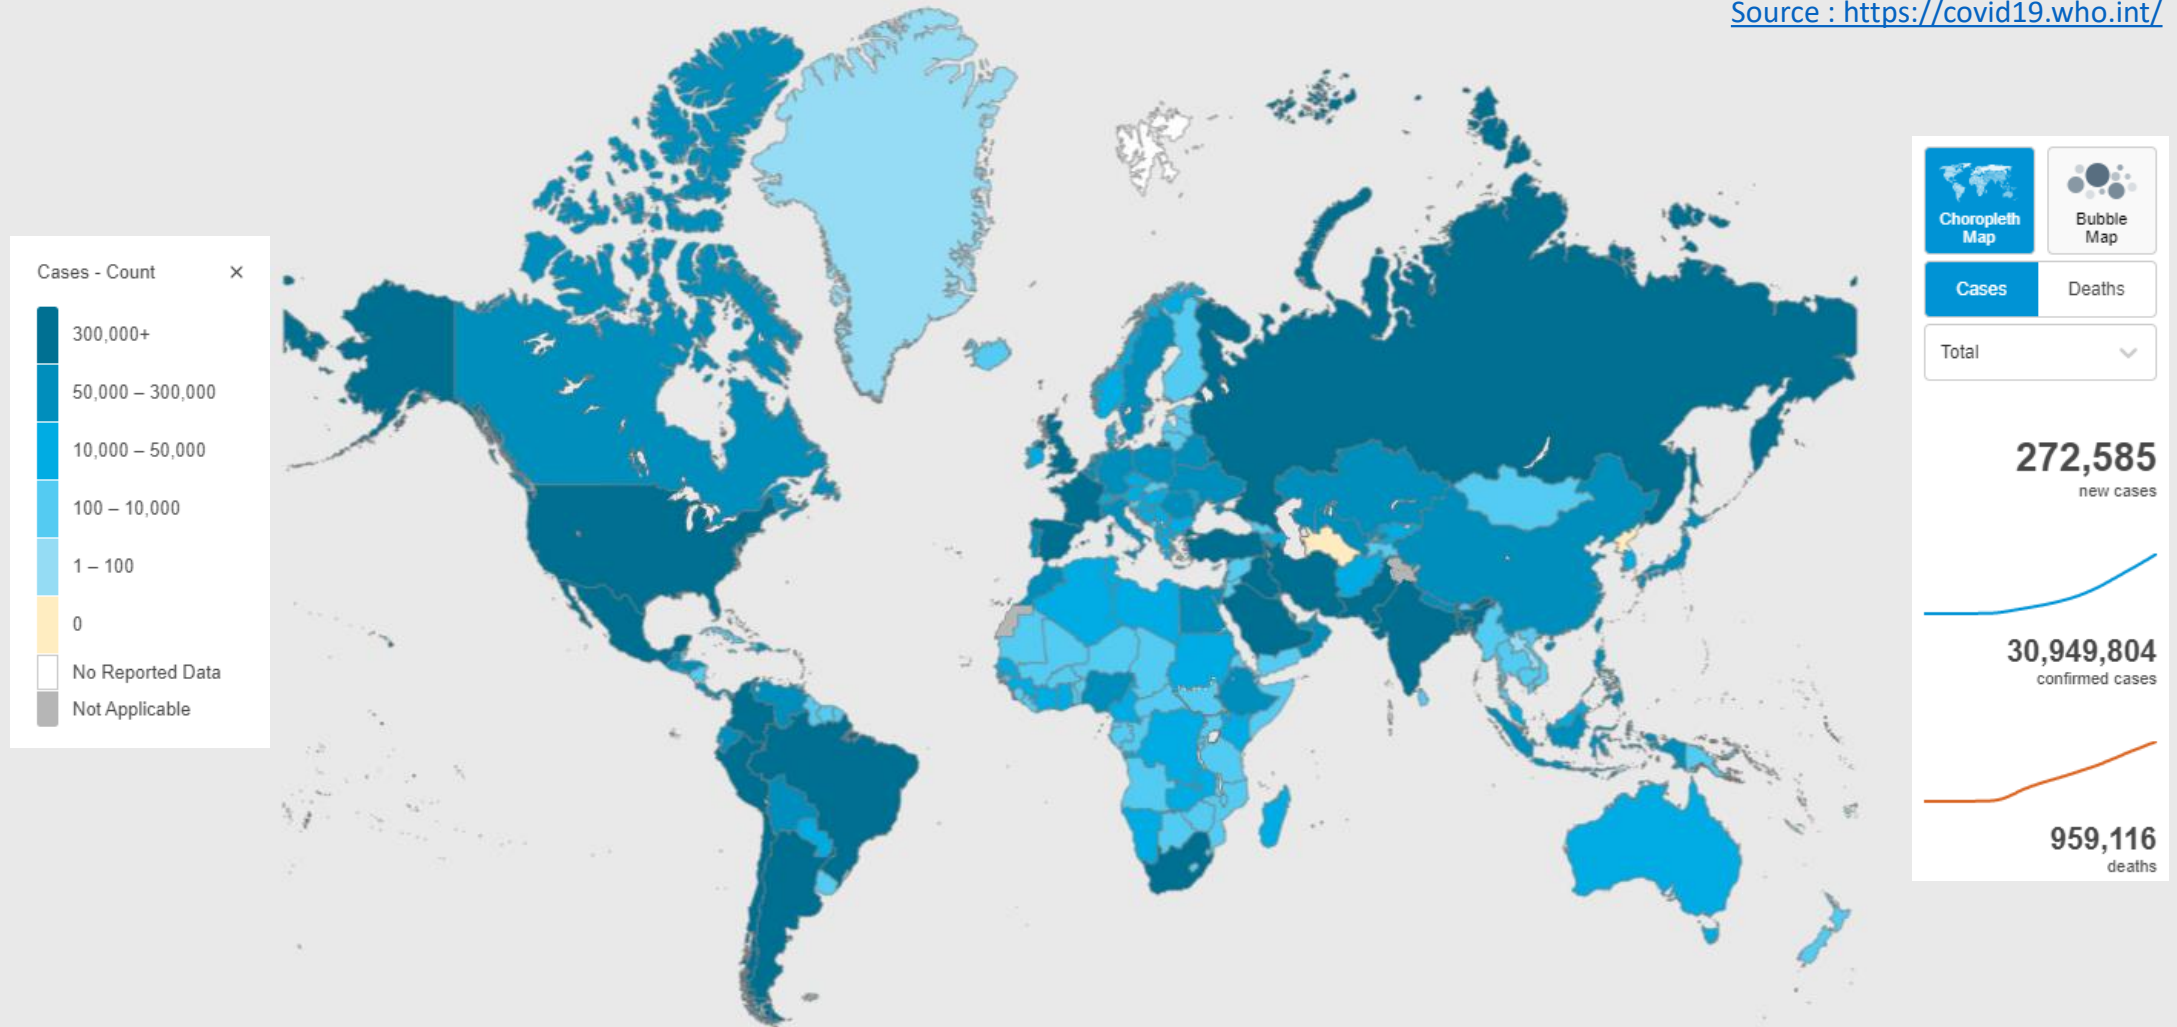 Source : https://covid19.who.int/
Cases - Count ×
300,000+
50,000 – 300,000
10,000 – 50,000
100 – 10,000
1 – 100
0
No Reported Data
Not Applicable
Choropleth
Map
Bubble
Map
Cases
Deaths
Total
272,585
new cases
30,949,804
confirmed cases
959,116
deaths